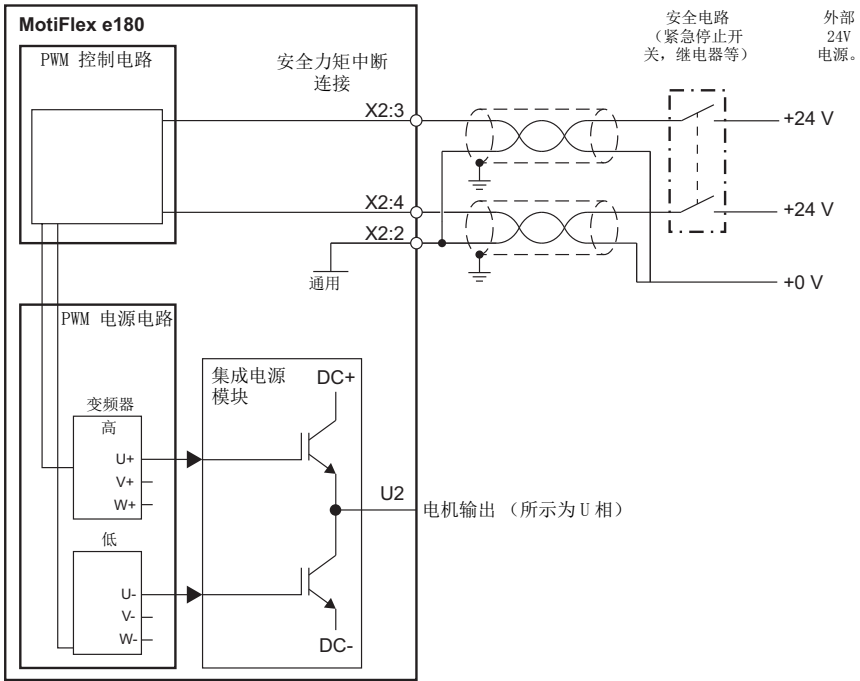 MotiFlex e180
PWM 控制电路
安全力矩中断
连接
安全电路
（紧急停止开
关，继电器等）
外部
24V
电源。
X2:3
+24 V
X2:4
+24 V
X2:2
通用
+0 V
PWM 电源电路
集成电源
模块
DC+
变频器
高
U+
V+
W+
U2
电机输出 （所示为 U 相）
低
U-
V-
W-
DC-